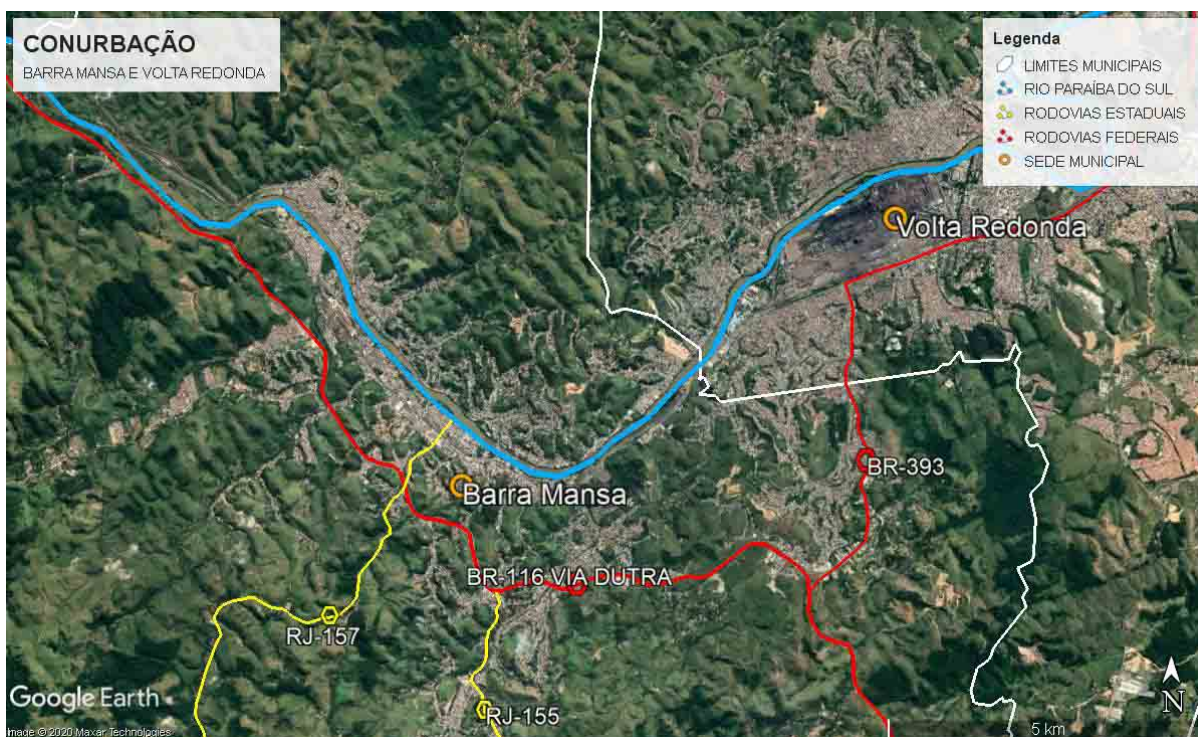 CONURBAÇÃO
BARRA MANSA E VOLTA REDONDA
Legenda
LIMITES MUNICIPAIS
RIO PARAÍBA DO SUL
RODOVIAS ESTADUAIS
RODOVIAS FEDERAIS
SEDE MUNICIPAL
Volta Redonda
BR-393
Barra Mansa
BR-116 VIA DUTRA
RJ-157
RJ-155
Google Earth
Image © 2020 Maxar Technologies
N
5 km